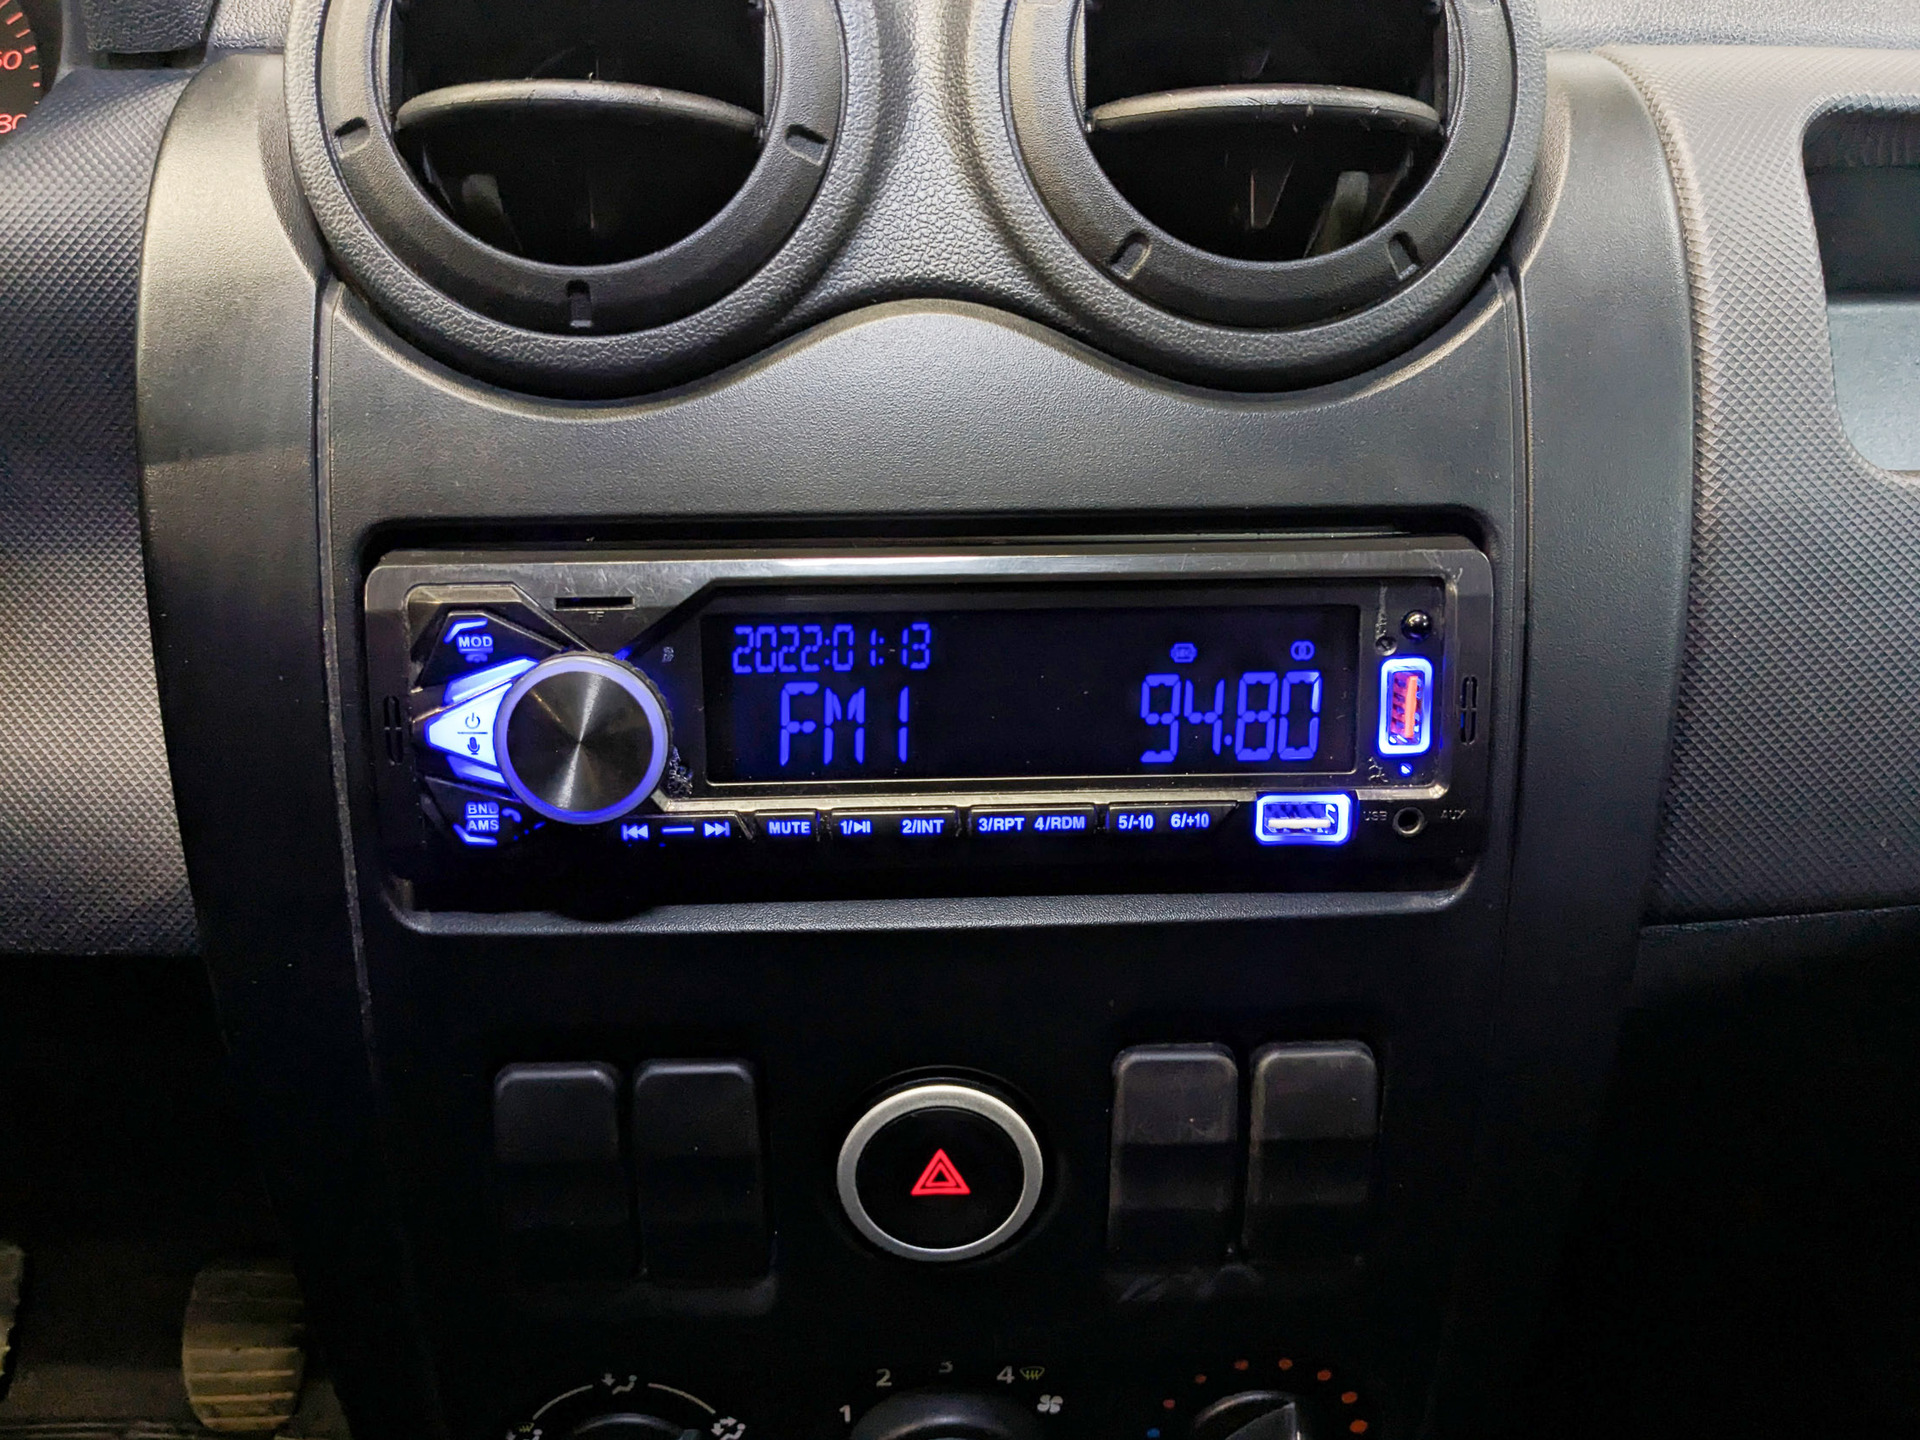 MOD
TF
2022:01:13
FM1
94.80
BND
AMS
MUTE
1/
2/INT
3/RPT
4/RDM
5/-10
6/+10
USB
AUX
1
2
3
4